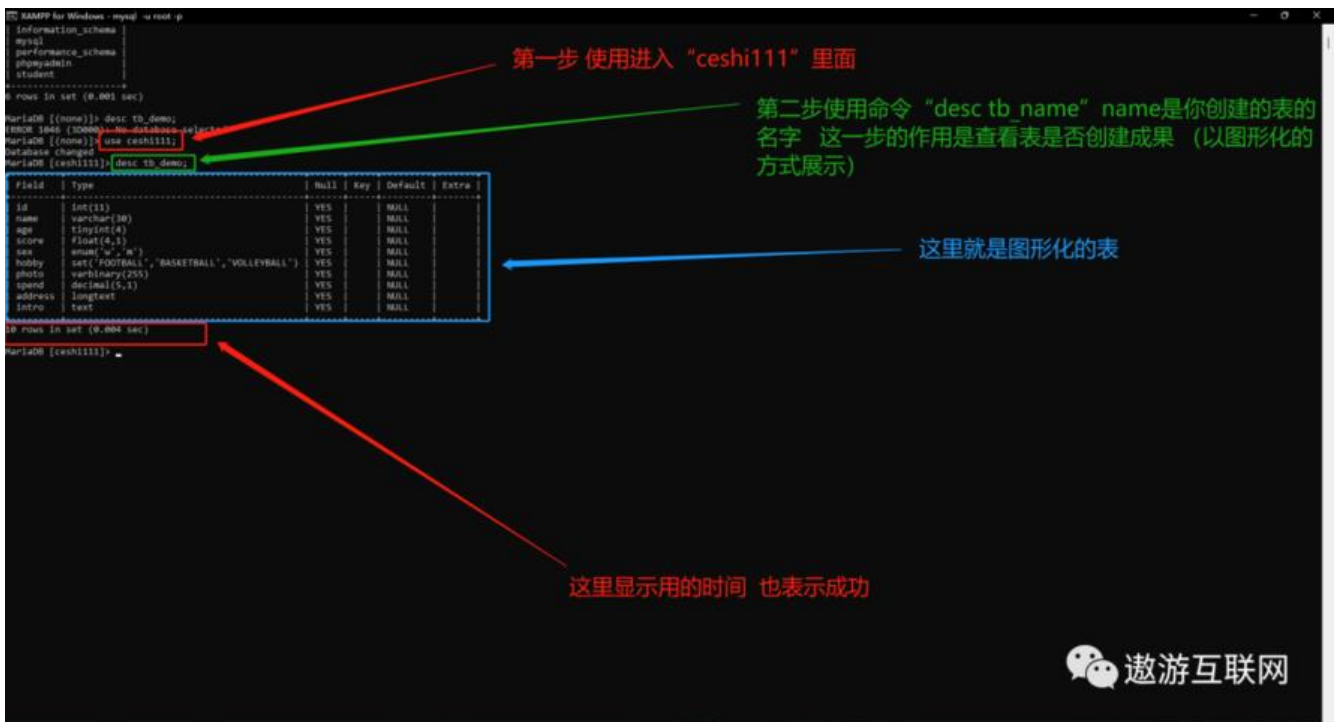 XAMPP for Windows - mysql -u root -p
| information_schema |
| mysql |
| performance_schema |
| phpmyadmin |
| student |
+--------------------+
6 rows in set (0.001 sec)
MariaDB [(none)]> desc tb_demo;
ERROR 1046 (3D000): No database selected
MariaDB [(none)]> use ceshi111;
Database changed
MariaDB [ceshi111]> desc tb_demo;
| Field | Type | Null | Key | Default | Extra |
| id | int(11) | YES | | NULL | |
| name | varchar(30) | YES | | NULL | |
| age | tinyint(4) | YES | | NULL | |
| score | float(4,1) | YES | | NULL | |
| sex | enum('w','m') | YES | | NULL | |
| hobby | set('FOOTBALL','BASKETBALL','VOLLEYBALL') | YES | | NULL | |
| photo | varbinary(255) | YES | | NULL | |
| spend | decimal(5,1) | YES | | NULL | |
| address | longtext | YES | | NULL | |
| intro | text | YES | | NULL | |
10 rows in set (0.004 sec)
MariaDB [ceshi111]>
第一步 使用进入“ceshi111”里面
第二步使用命令“desc tb_name”name是你创建的表的
名字 这一步的作用是查看表是否创建成果 (以图形化的
方式展示)
这里就是图形化的表
这里显示用的时间 也表示成功
遨游互联网